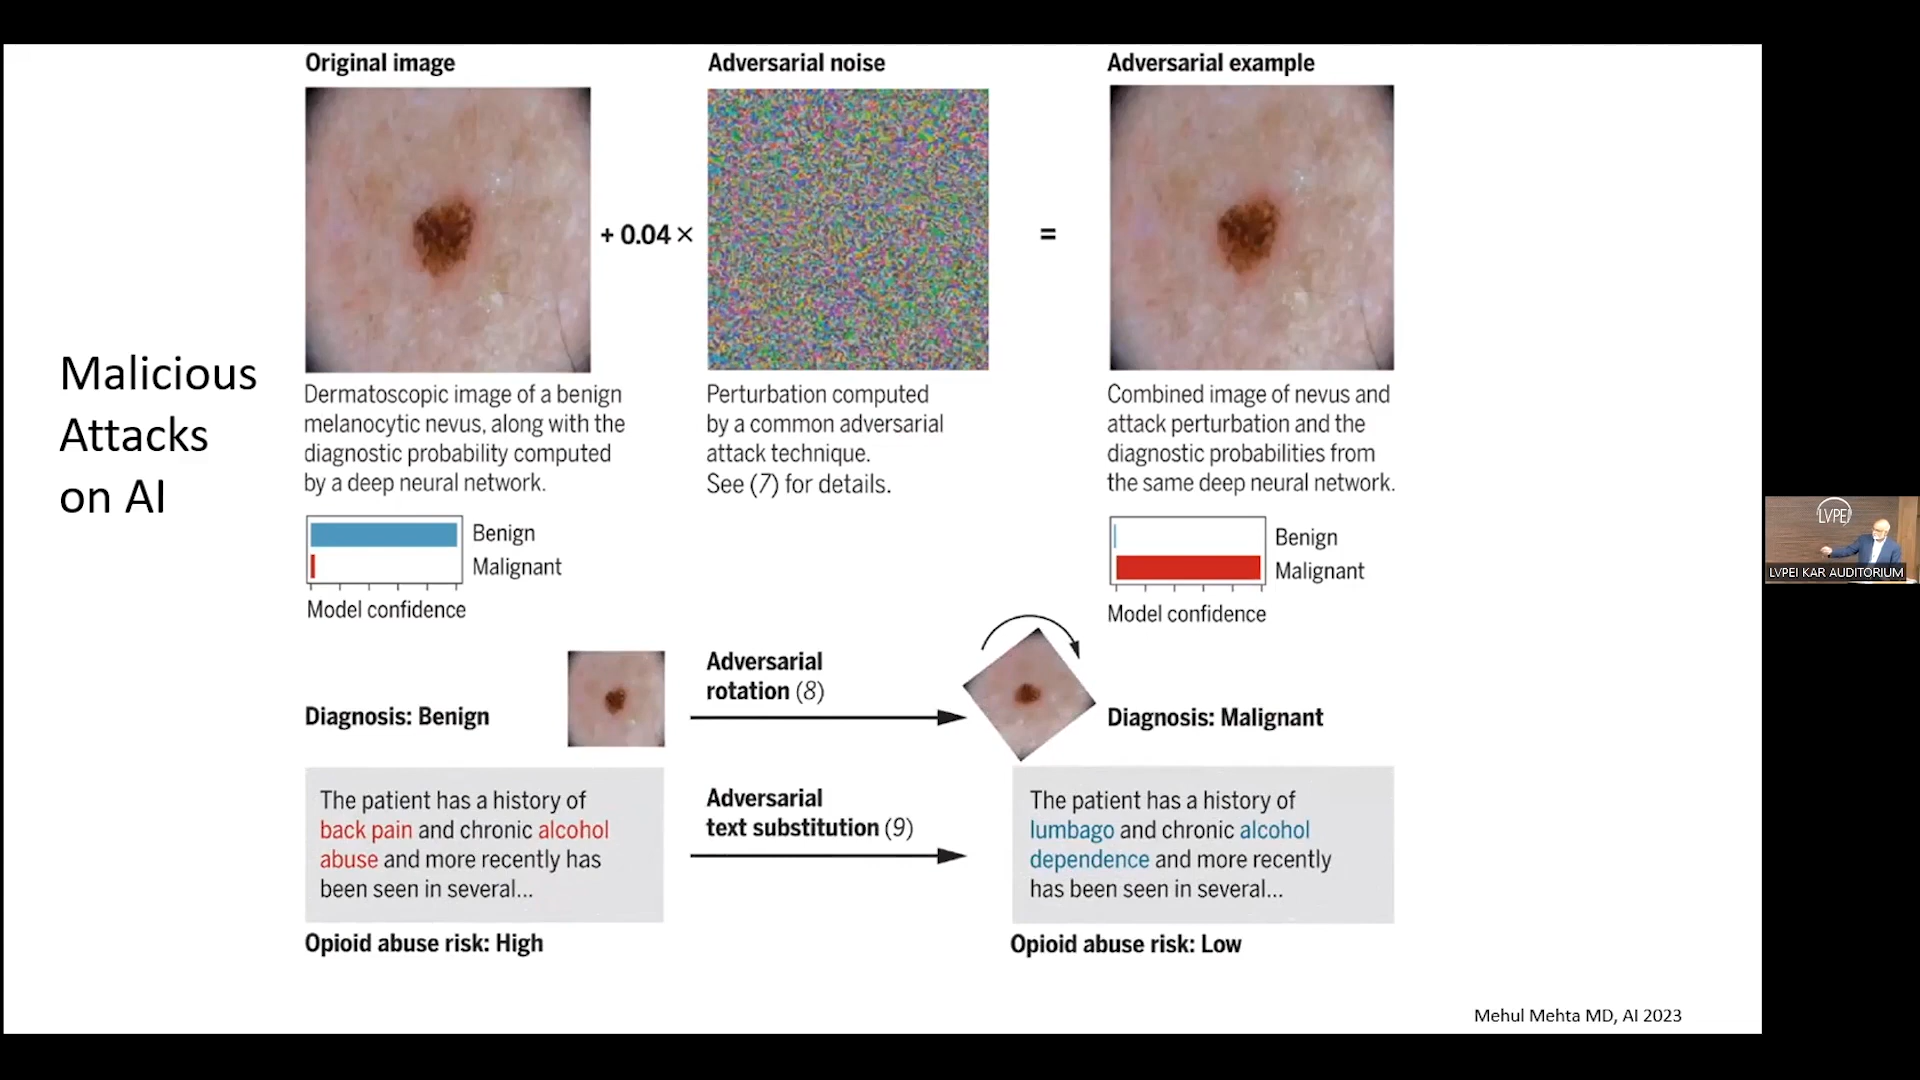 Malicious
Attacks
on AI
Original image
+ 0.04 ×
Adversarial noise
=
Adversarial example
Dermatoscopic image of a benign
melanocytic nevus, along with the
diagnostic probability computed
by a deep neural network.
Perturbation computed
by a common adversarial
attack technique.
See (7) for details.
Combined image of nevus and
attack perturbation and the
diagnostic probabilities from
the same deep neural network.
Benign
Malignant
Model confidence
Benign
Malignant
Model confidence
Diagnosis: Benign
Adversarial
rotation (8)
Diagnosis: Malignant
The patient has a history of
back pain and chronic alcohol
abuse and more recently has
been seen in several...
Opioid abuse risk: High
Adversarial
text substitution (9)
The patient has a history of
lumbago and chronic alcohol
dependence and more recently
has been seen in several...
Opioid abuse risk: Low
Mehul Mehta MD, AI 2023
LVPEI
LVPEI KAR AUDITORIUM